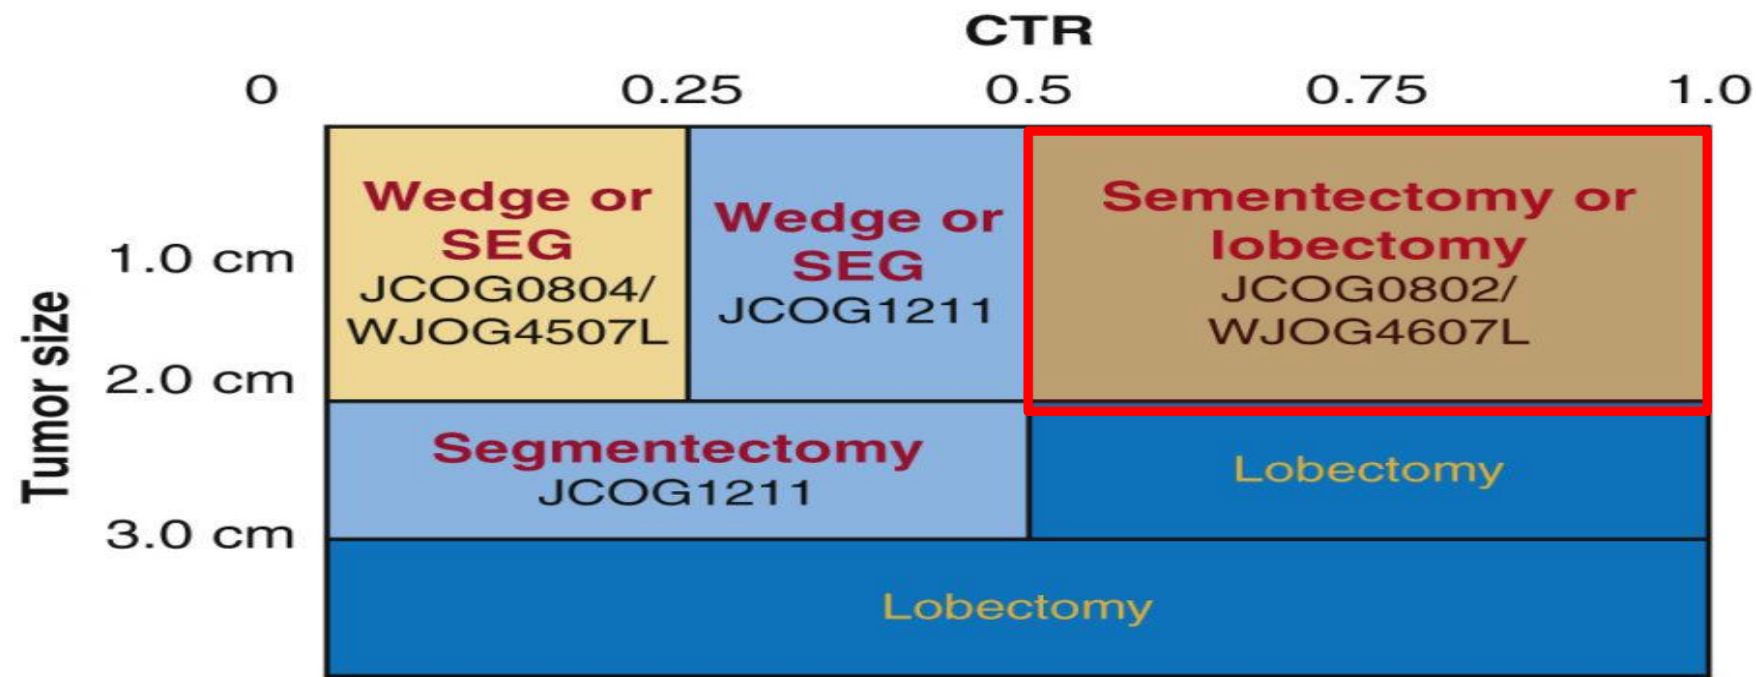 CTR
0 0.25 0.5 0.75 1.0
Tumor size
1.0 cm
2.0 cm
3.0 cm
Wedge or
SEG
JCOG0804/
WJOG4507L
Wedge or
SEG
JCOG1211
Sementectomy or
lobectomy
JCOG0802/
WJOG4607L
Segmentectomy
JCOG1211
Lobectomy
Lobectomy